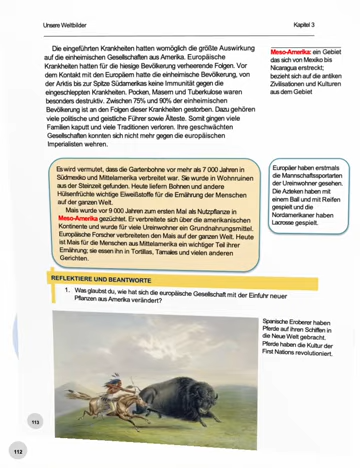 Unsere Weltbilder
Kapitel 3
Die eingeführten Krankheiten hatten womöglich die größte Auswirkung
auf die einheimischen Gesellschaften aus Amerika. Europäische
Krankheiten hatten für die hiesige Bevölkerung verheerende Folgen. Vor
dem Kontakt mit den Europäern hatte die einheimische Bevölkerung, von
der Arktis bis zur Spitze Südamerikas keine Immunität gegen die
eingeschleppten Krankheiten. Pocken, Masern und Tuberkulose waren
besonders destruktiv. Zwischen 75% und 90% der einheimischen
Bevölkerung ist an den Folgen dieser Krankheiten gestorben. Dazu gehören
viele politische und geistliche Führer sowie Älteste. Somit gingen viele
Familien kaputt und viele Traditionen verloren. Ihre geschwächten
Gesellschaften konnten sich nicht mehr gegen die europäischen
Imperialisten wehren.
Meso-Amerika: ein Gebiet
das sich von Mexiko bis
Nicaragua erstreckt;
bezieht sich auf die antiken
Zivilisationen und Kulturen
aus dem Gebiet
Es wird vermutet, dass die Gartenbohne vor mehr als 7 000 Jahren in
Südmexiko und Mittelamerika verbreitet war. Sie wurde in Wohnruinen
aus der Steinzeit gefunden. Heute liefern Bohnen und andere
Hülsenfrüchte wichtige Eiweißstoffe für die Ernährung der Menschen
auf der ganzen Welt.
Mais wurde vor 9 000 Jahren zum ersten Mal als Nutzpflanze in
Meso-Amerika gezüchtet. Er verbreitete sich über die amerikanischen
Kontinente und wurde für viele Ureinwohner ein Grundnahrungsmittel.
Europäische Forscher verbreiteten den Mais auf der ganzen Welt. Heute
ist Mais für die Menschen aus Mittelamerika ein wichtiger Teil ihrer
Ernährung; sie essen ihn in Tortillas, Tamales und vielen anderen
Gerichten.
Europäer haben erstmals
die Mannschaftssportarten
der Ureinwohner gesehen.
Die Azteken haben mit
einem Ball und mit Reifen
gespielt und die
Nordamerikaner haben
Lacrosse gespielt.
REFLEKTIERE UND BEANTWORTE
1. Was glaubst du, wie hat sich die europäische Gesellschaft mit der Einfuhr neuer
Pflanzen aus Amerika verändert?
Spanische Eroberer haben
Pferde auf ihren Schiffen in
die Neue Welt gebracht.
Pferde haben die Kultur der
First Nations revolutioniert.
113
112